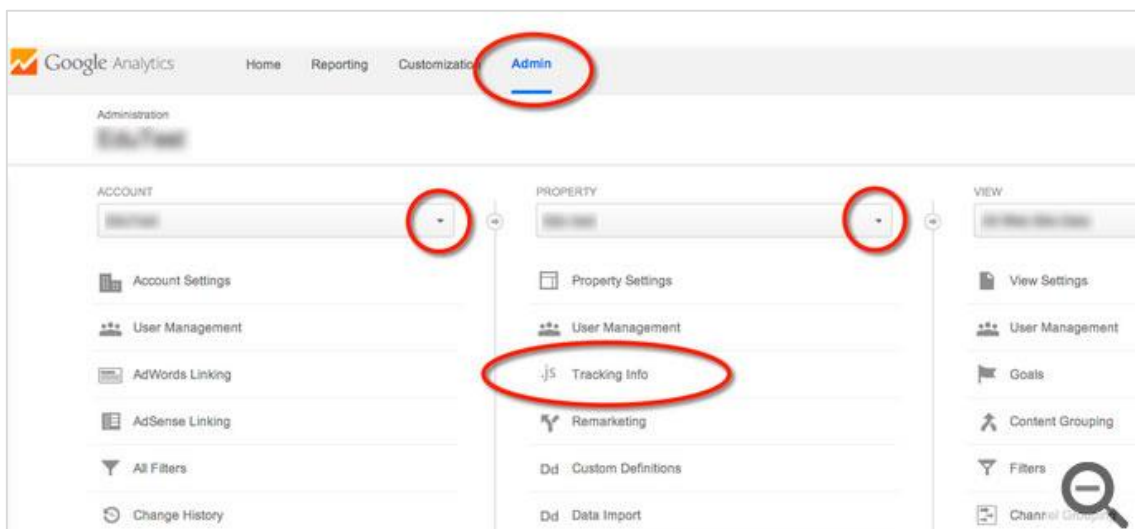 Google Analytics Home Reporting Customization Admin
Administration
ACCOUNT PROPERTY VIEW
Account Settings Property Settings View Settings
User Management User Management User Management
AdWords Linking .js Tracking Info Goals
AdSense Linking Remarketing Content Grouping
All Filters Dd Custom Definitions Filters
Change History Dd Data Import Channel Grouping